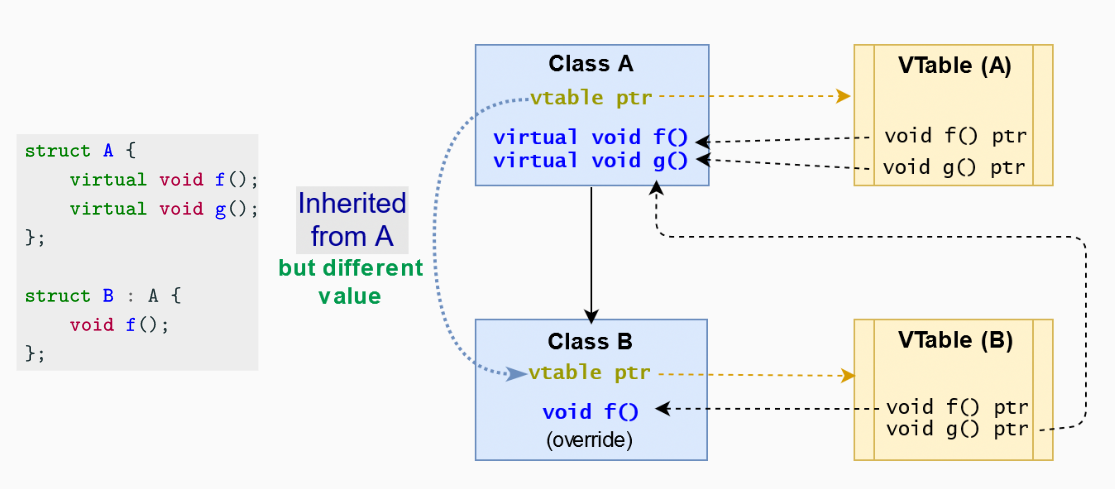 struct A {
    virtual void f();
    virtual void g();
};
struct B : A {
    void f();
};
Inherited
from A
but different
value
Class A
vtable ptr
virtual void f()
virtual void g()
VTable (A)
void f() ptr
void g() ptr
Class B
vtable ptr
void f()
(override)
VTable (B)
void f() ptr
void g() ptr